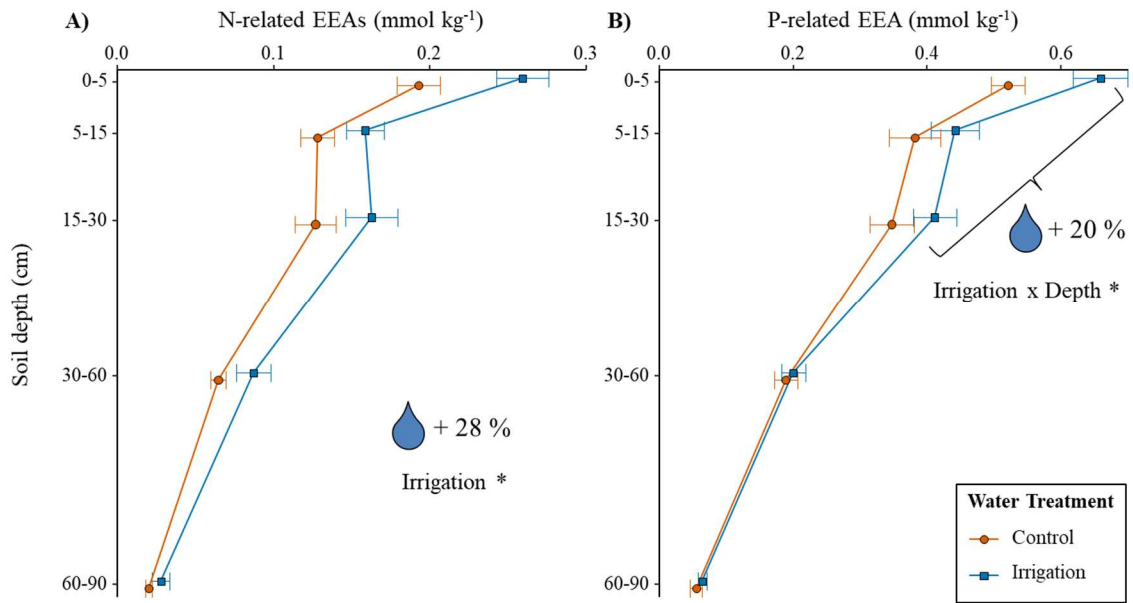 A)
N-related EEAs (mmol kg⁻¹)
0.0 0.1 0.2 0.3
0-5
5-15
15-30
30-60
60-90
Soil depth (cm)
+ 28 %
Irrigation *
B)
P-related EEA (mmol kg⁻¹)
0.0 0.2 0.4 0.6
0-5
5-15
15-30
30-60
60-90
+ 20 %
Irrigation x Depth *
Water Treatment
Control
Irrigation